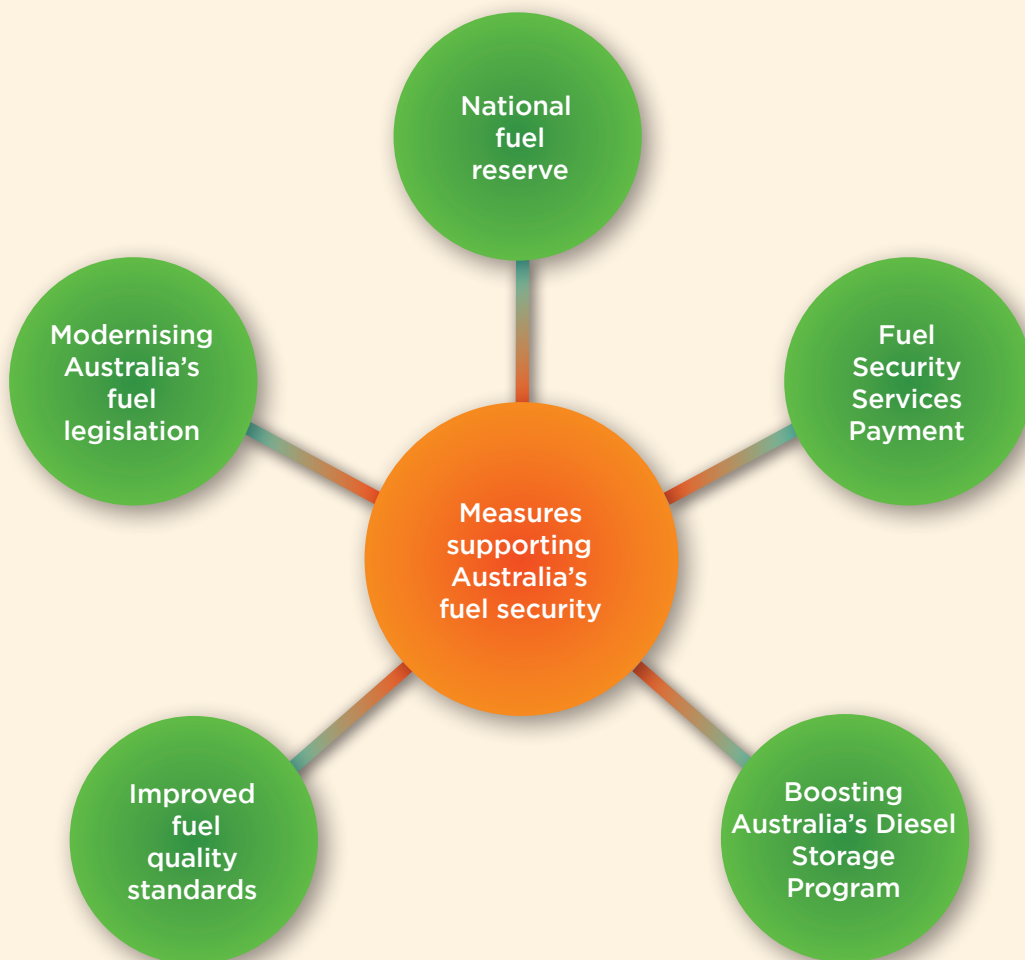 National
fuel
reserve
Modernising
Australia’s
fuel
legislation
Fuel
Security
Services
Payment
Measures
supporting
Australia’s
fuel security
Improved
fuel
quality
standards
Boosting
Australia’s Diesel
Storage
Program